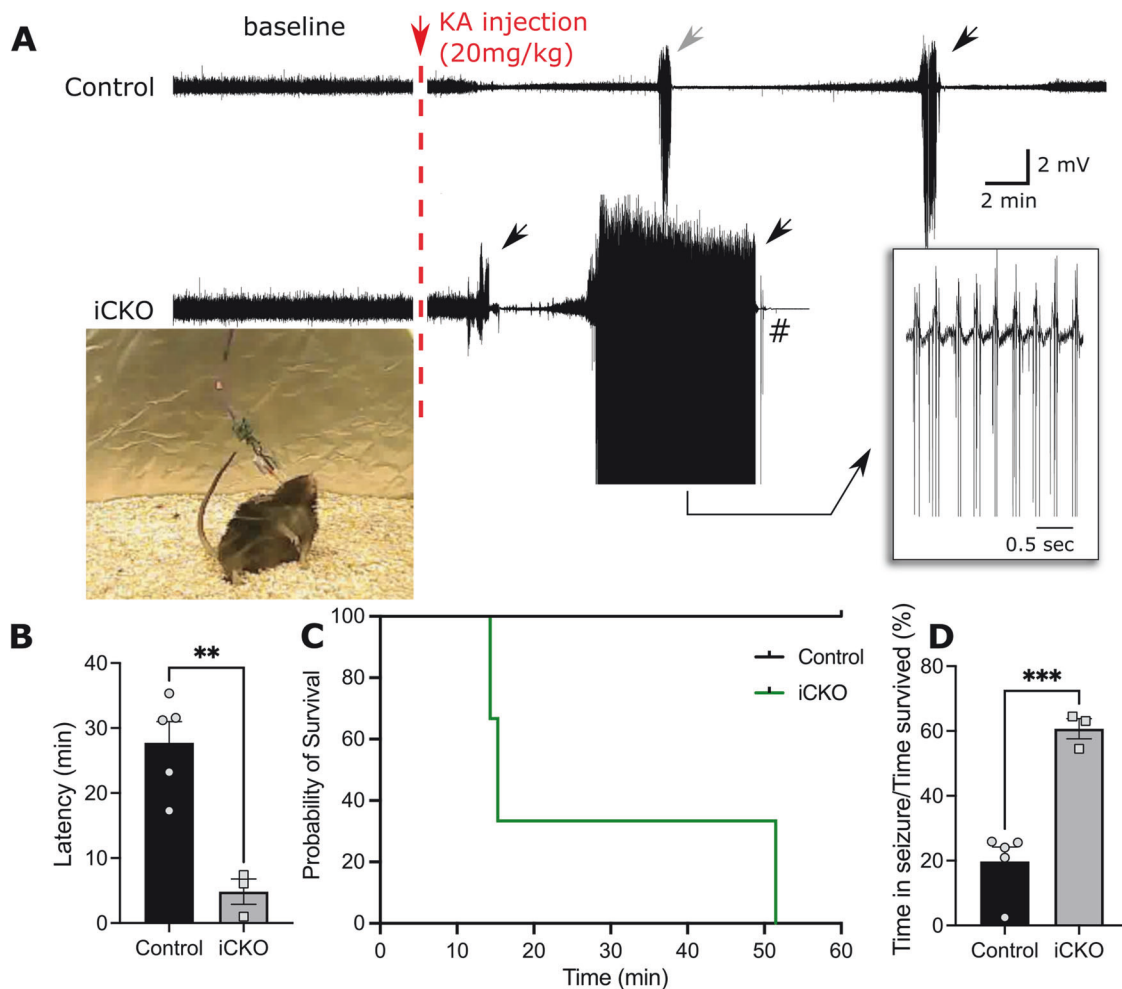 A
baseline
KA injection
(20mg/kg)
Control
2 mV
2 min
iCKO
#
0.5 sec
B
**
Latency (min)
40
30
20
10
0
Control
iCKO
C
Probability of Survival
100
80
60
40
20
0
0
10
20
30
40
50
60
Time (min)
Control
iCKO
D
***
Time in seizure/Time survived (%)
80
60
40
20
0
Control
iCKO